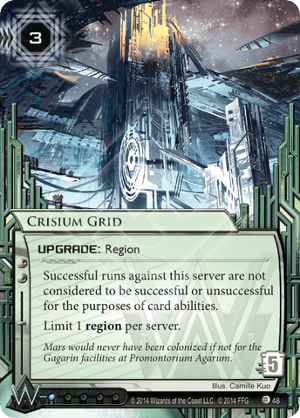 3
CRISIUM GRID
UPGRADE: Region
Successful runs against this server are not
considered to be successful or unsuccessful
for the purposes of card abilities.
Limit 1 region per server.
Mars would never have been colonized if not for the
Gagarin facilities at Promontorium Agarum.
5
Illus. Camille Kuo
© 2014 Wizards of the Coast LLC. © 2014 FFG 48